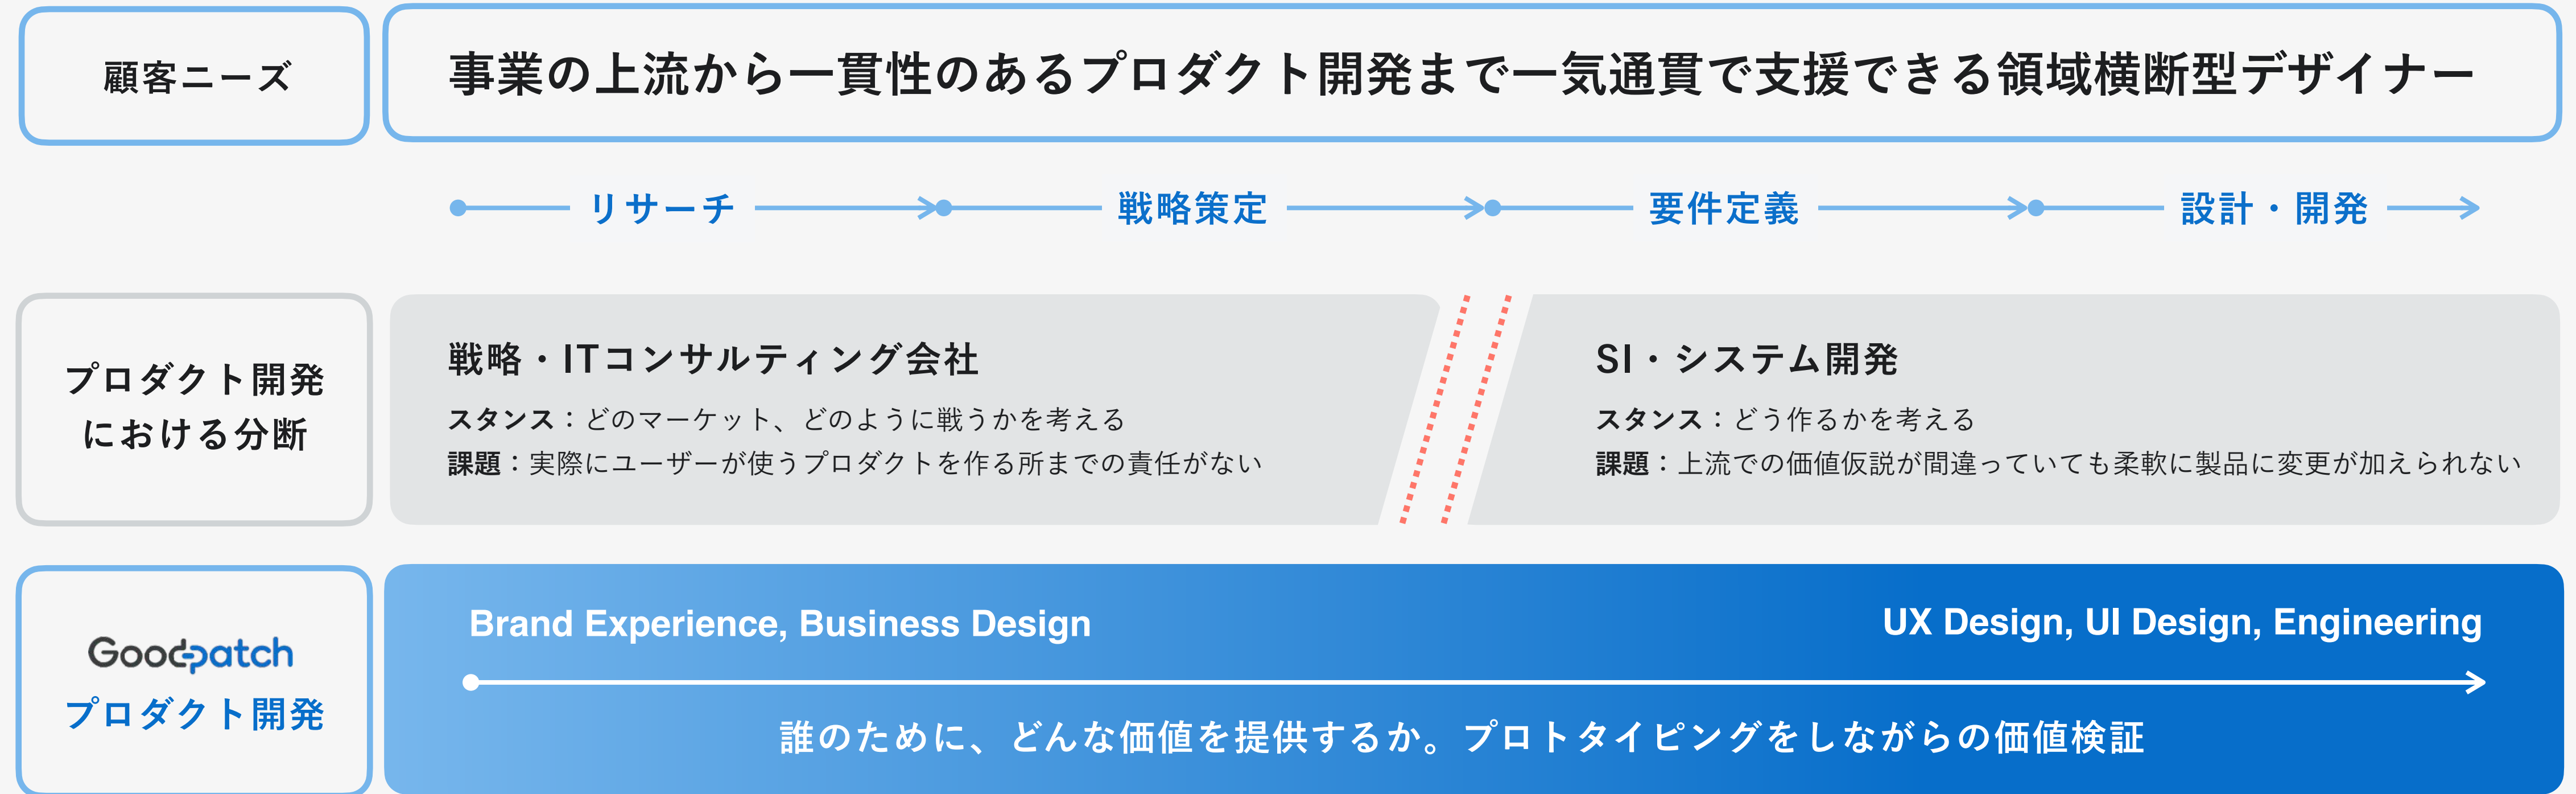 顧客ニーズ
事業の上流から一貫性のあるプロダクト開発まで一気通貫で支援できる領域横断型デザイナー
リサーチ
戦略策定
要件定義
設計・開発
プロダクト開発
における分断
戦略・ITコンサルティング会社
スタンス：どのマーケット、どのように戦うかを考える
課題：実際にユーザーが使うプロダクトを作る所までの責任がない
SI・システム開発
スタンス：どう作るかを考える
課題：上流での価値仮説が間違っていても柔軟に製品に変更が加えられない
Goodpatch
プロダクト開発
Brand Experience, Business Design
UX Design, UI Design, Engineering
誰のために、どんな価値を提供するか。プロトタイピングをしながらの価値検証